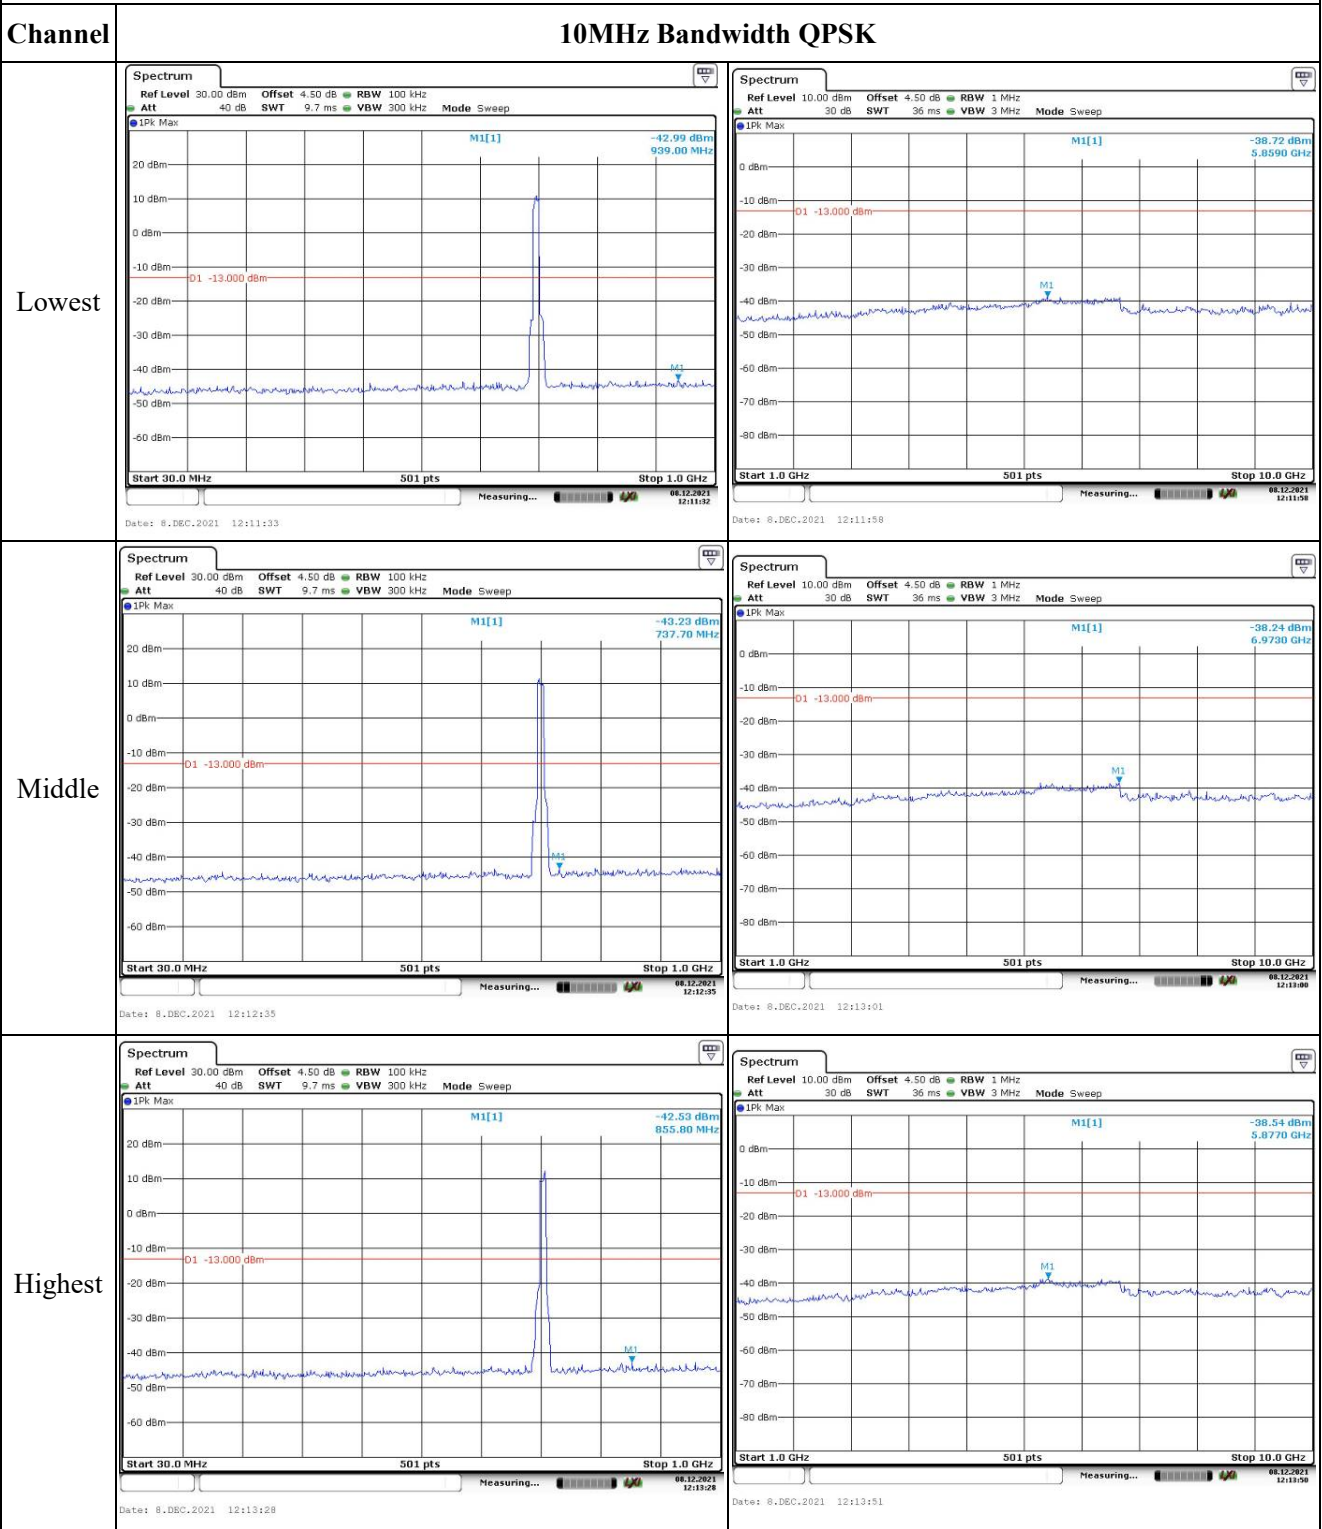 Channel 10MHz Bandwidth QPSK
Lowest
Spectrum
Ref Level 30.00 dBm Offset 4.50 dB RBW 100 kHz
Att 40 dB SWT 9.7 ms VBW 300 kHz Mode Sweep
1Pk Max
M1[1] -42.99 dBm
939.00 MHz
20 dBm
10 dBm
0 dBm
-10 dBm
D1 -13.000 dBm
-20 dBm
-30 dBm
-40 dBm
M1
-50 dBm
-60 dBm
Start 30.0 MHz 501 pts Stop 1.0 GHz
Measuring... 08.12.2021
12:11:32
Date: 8.DEC.2021 12:11:33
Spectrum
Ref Level 10.00 dBm Offset 4.50 dB RBW 1 MHz
Att 30 dB SWT 36 ms VBW 3 MHz Mode Sweep
1Pk Max
M1[1] -38.72 dBm
5.8590 GHz
0 dBm
-10 dBm
D1 -13.000 dBm
-20 dBm
-30 dBm
M1
-40 dBm
-50 dBm
-60 dBm
-70 dBm
-80 dBm
Start 1.0 GHz 501 pts Stop 10.0 GHz
Measuring... 08.12.2021
12:11:58
Date: 8.DEC.2021 12:11:58
Middle
Spectrum
Ref Level 30.00 dBm Offset 4.50 dB RBW 100 kHz
Att 40 dB SWT 9.7 ms VBW 300 kHz Mode Sweep
1Pk Max
M1[1] -43.23 dBm
737.70 MHz
20 dBm
10 dBm
0 dBm
-10 dBm
D1 -13.000 dBm
-20 dBm
-30 dBm
-40 dBm
M1
-50 dBm
-60 dBm
Start 30.0 MHz 501 pts Stop 1.0 GHz
Measuring... 08.12.2021
12:12:35
Date: 8.DEC.2021 12:12:35
Spectrum
Ref Level 10.00 dBm Offset 4.50 dB RBW 1 MHz
Att 30 dB SWT 36 ms VBW 3 MHz Mode Sweep
1Pk Max
M1[1] -38.24 dBm
6.9730 GHz
0 dBm
-10 dBm
D1 -13.000 dBm
-20 dBm
-30 dBm
M1
-40 dBm
-50 dBm
-60 dBm
-70 dBm
-80 dBm
Start 1.0 GHz 501 pts Stop 10.0 GHz
Measuring... 08.12.2021
12:13:00
Date: 8.DEC.2021 12:13:01
Highest
Spectrum
Ref Level 30.00 dBm Offset 4.50 dB RBW 100 kHz
Att 40 dB SWT 9.7 ms VBW 300 kHz Mode Sweep
1Pk Max
M1[1] -42.53 dBm
855.80 MHz
20 dBm
10 dBm
0 dBm
-10 dBm
D1 -13.000 dBm
-20 dBm
-30 dBm
-40 dBm
M1
-50 dBm
-60 dBm
Start 30.0 MHz 501 pts Stop 1.0 GHz
Measuring... 08.12.2021
12:13:28
Date: 8.DEC.2021 12:13:28
Spectrum
Ref Level 10.00 dBm Offset 4.50 dB RBW 1 MHz
Att 30 dB SWT 36 ms VBW 3 MHz Mode Sweep
1Pk Max
M1[1] -38.54 dBm
5.8770 GHz
0 dBm
-10 dBm
D1 -13.000 dBm
-20 dBm
-30 dBm
M1
-40 dBm
-50 dBm
-60 dBm
-70 dBm
-80 dBm
Start 1.0 GHz 501 pts Stop 10.0 GHz
Measuring... 08.12.2021
12:13:50
Date: 8.DEC.2021 12:13:51